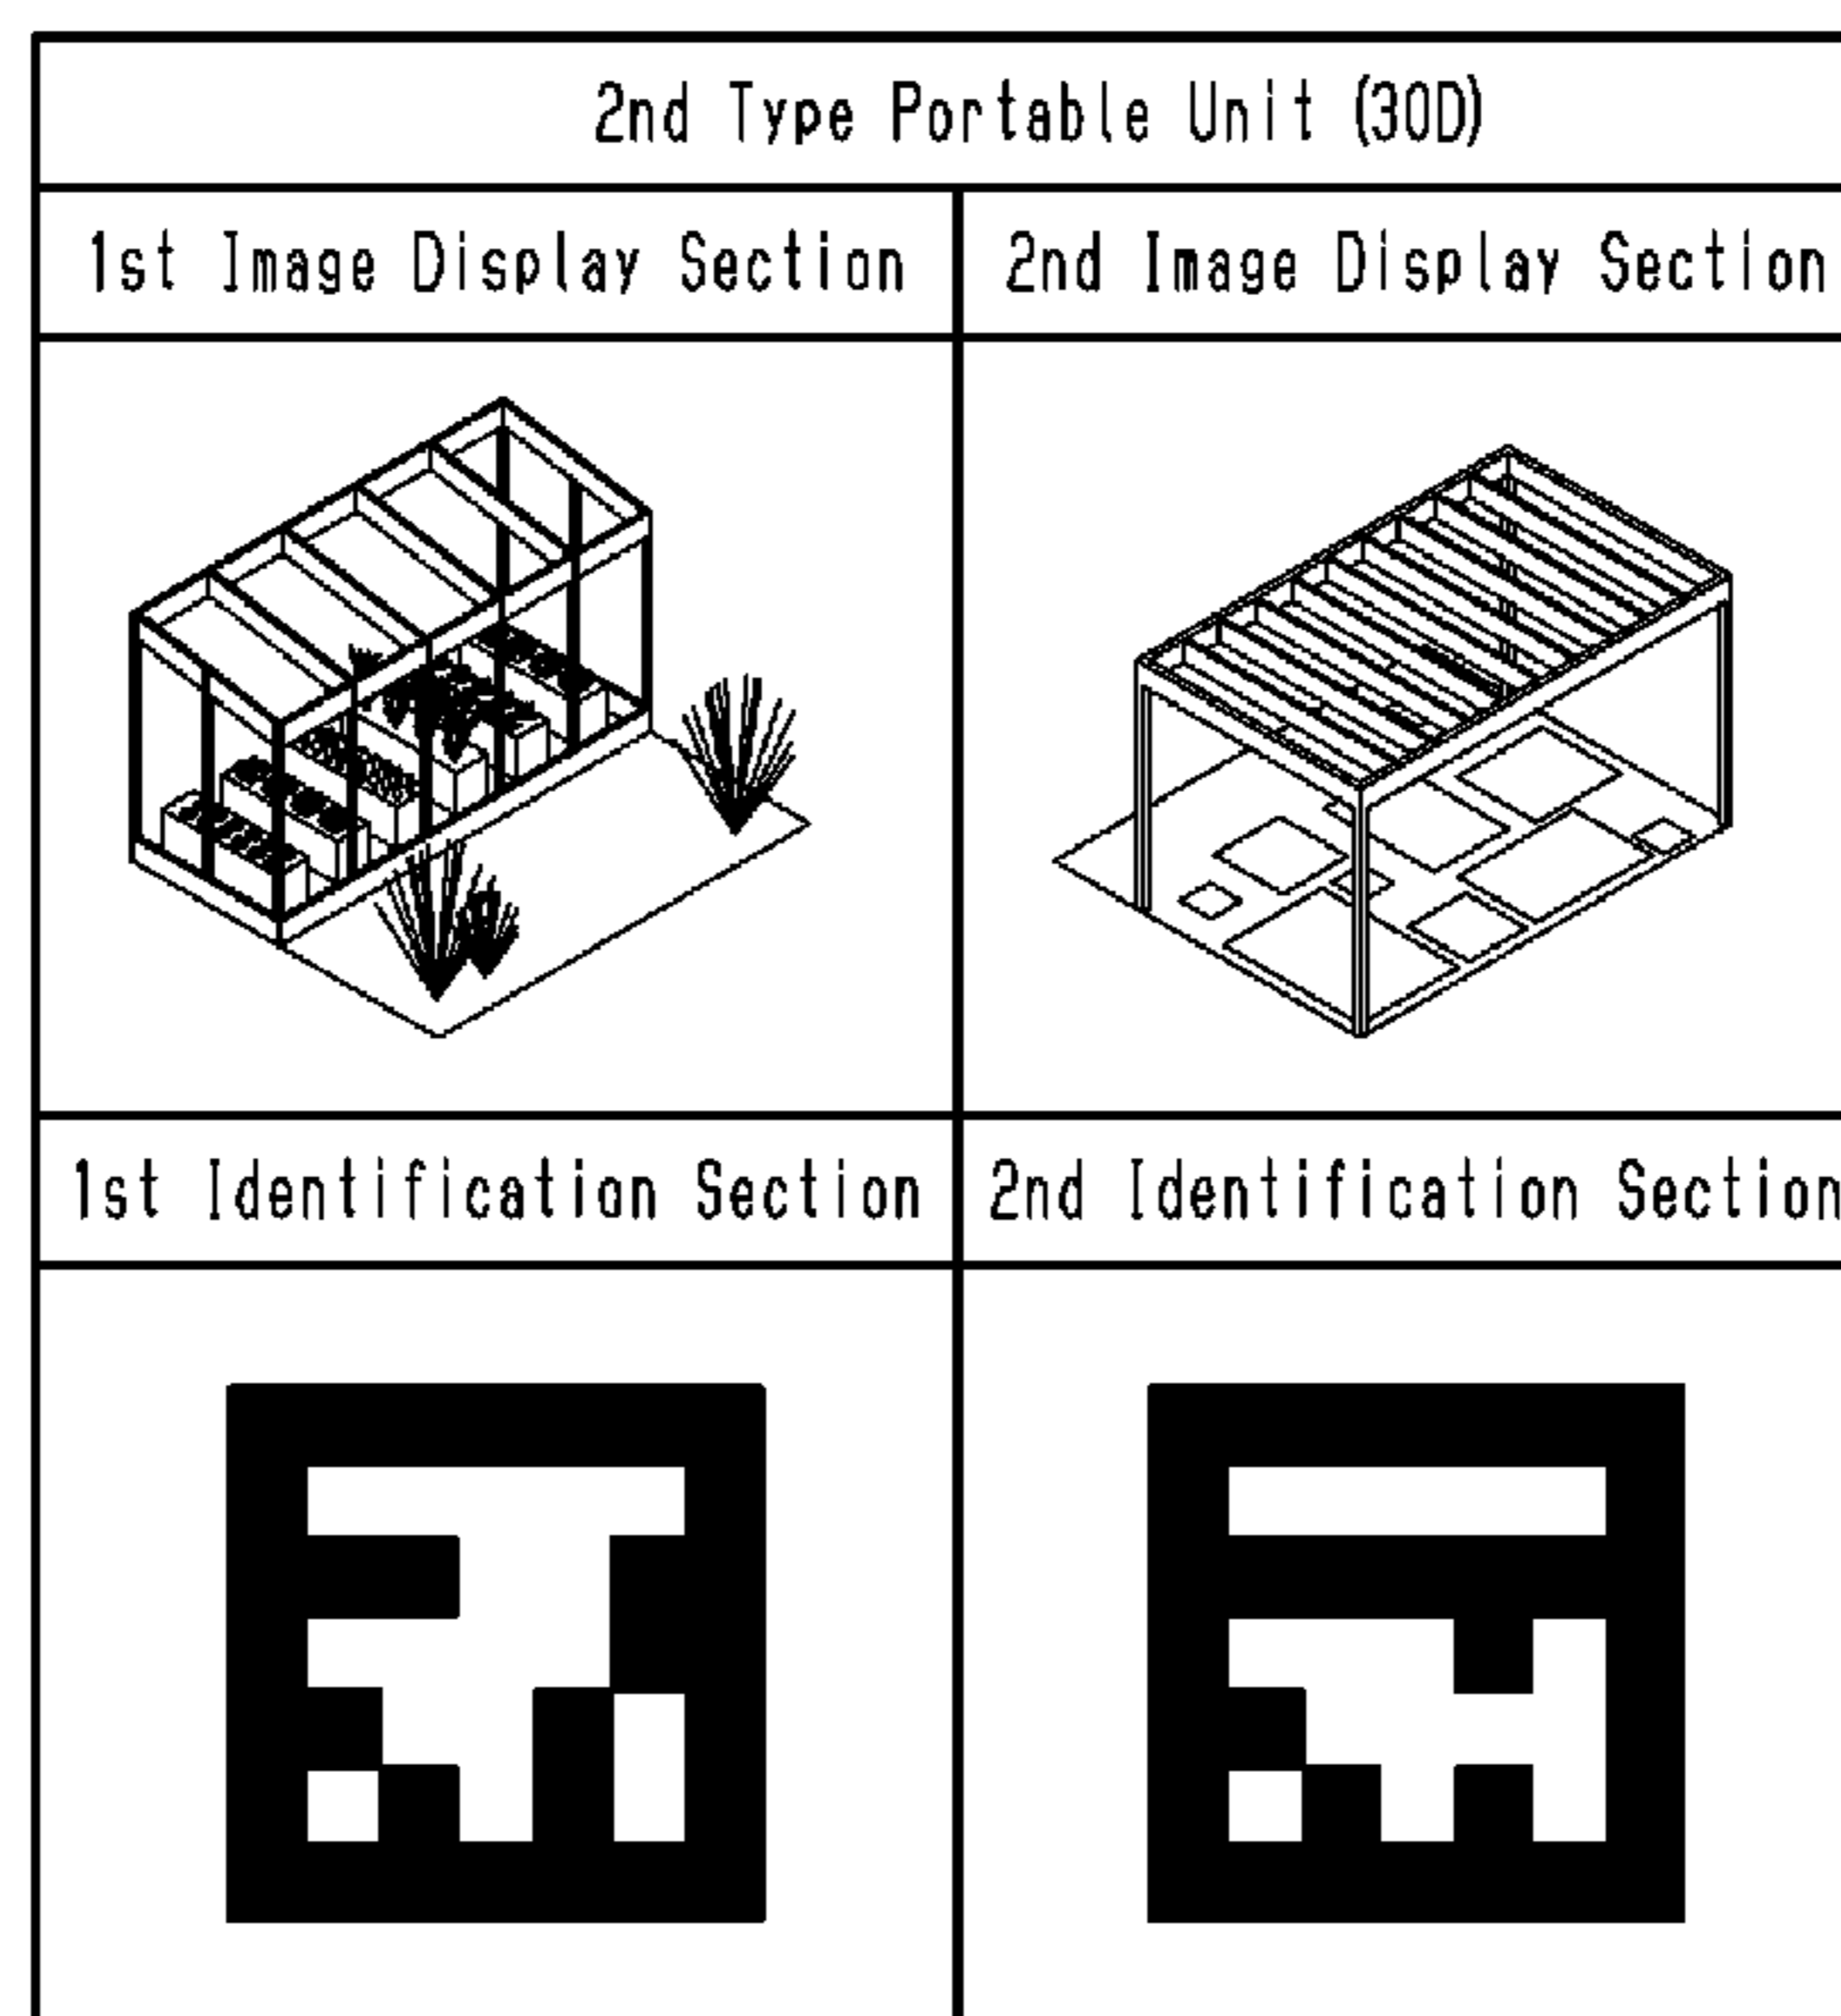 2nd Type Portable Unit (30D)
1st Image Display Section
2nd Image Display Section
1st Identification Section
2nd Identification Section